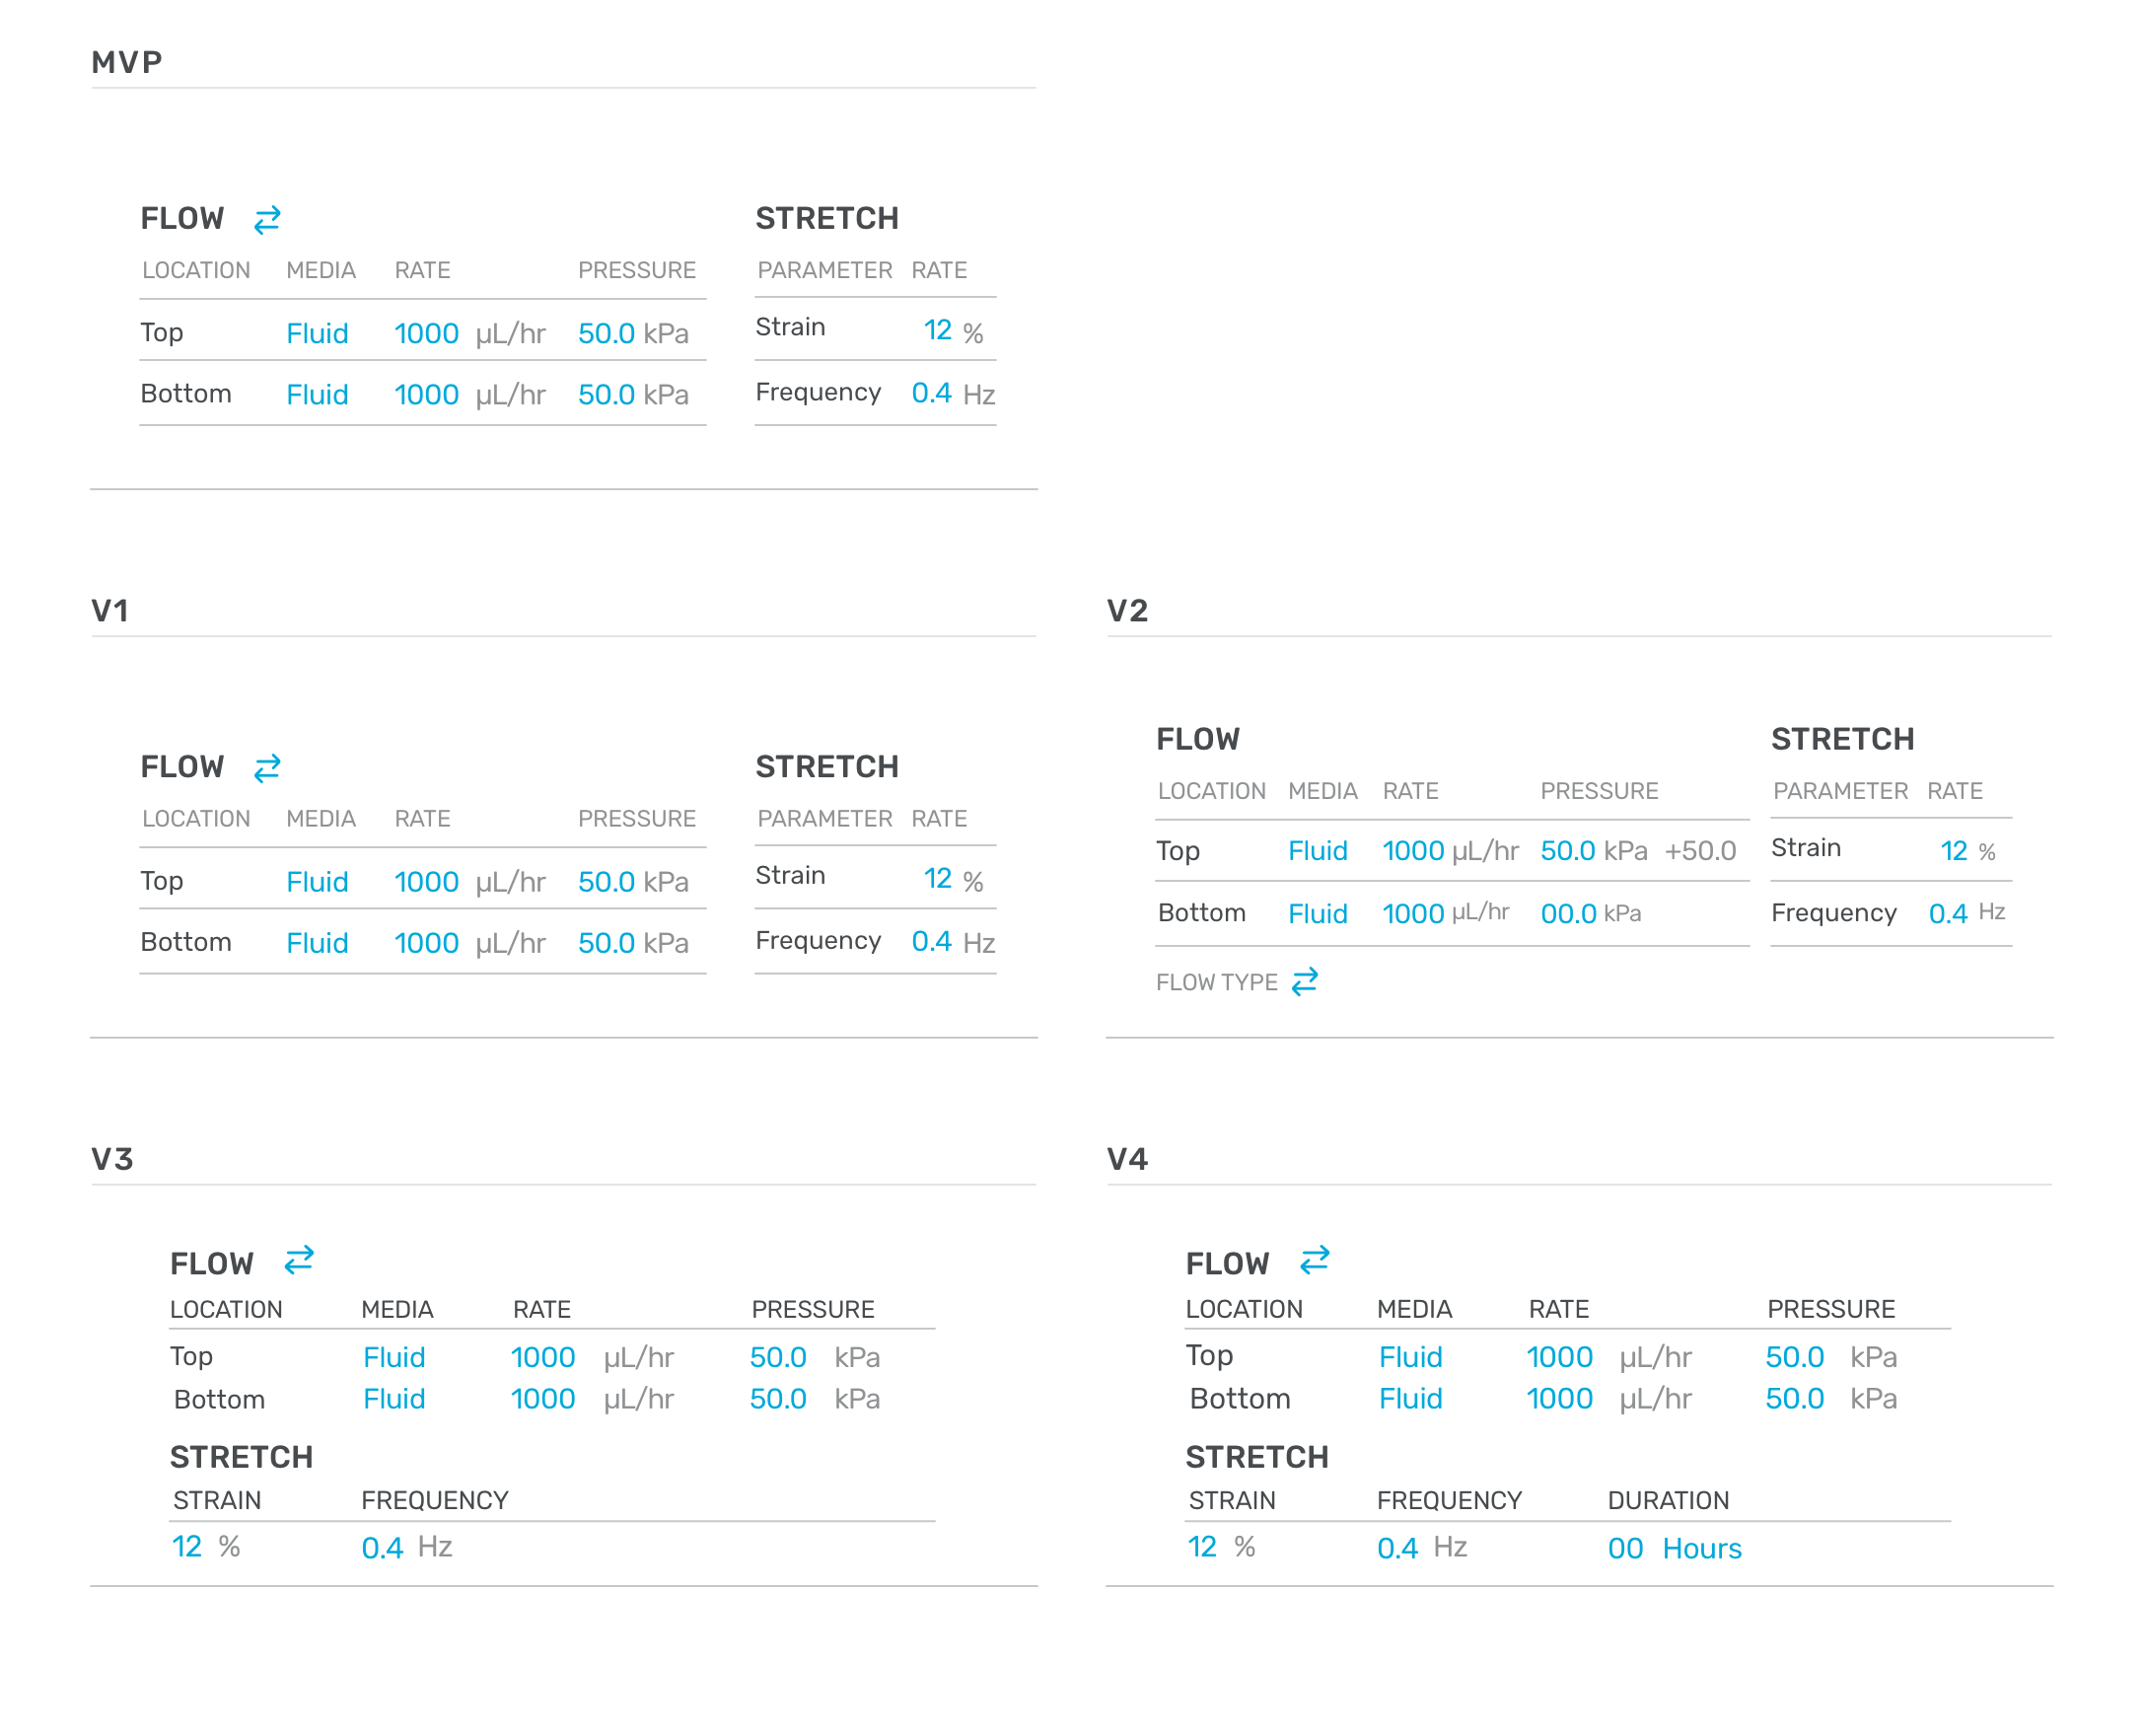 MVP
FLOW STRETCH
LOCATION MEDIA RATE PRESSURE PARAMETER RATE
Top Fluid 1000 µL/hr 50.0 kPa Strain 12 %
Bottom Fluid 1000 µL/hr 50.0 kPa Frequency 0.4 Hz
V1
FLOW STRETCH
LOCATION MEDIA RATE PRESSURE PARAMETER RATE
Top Fluid 1000 µL/hr 50.0 kPa Strain 12 %
Bottom Fluid 1000 µL/hr 50.0 kPa Frequency 0.4 Hz
V2
FLOW STRETCH
LOCATION MEDIA RATE PRESSURE PARAMETER RATE
Top Fluid 1000 µL/hr 50.0 kPa +50.0 Strain 12 %
Bottom Fluid 1000 µL/hr 00.0 kPa Frequency 0.4 Hz
FLOW TYPE
V3
FLOW
LOCATION MEDIA RATE PRESSURE
Top Fluid 1000 µL/hr 50.0 kPa
Bottom Fluid 1000 µL/hr 50.0 kPa
STRETCH
STRAIN FREQUENCY
12 % 0.4 Hz
V4
FLOW
LOCATION MEDIA RATE PRESSURE
Top Fluid 1000 µL/hr 50.0 kPa
Bottom Fluid 1000 µL/hr 50.0 kPa
STRETCH
STRAIN FREQUENCY DURATION
12 % 0.4 Hz 00 Hours